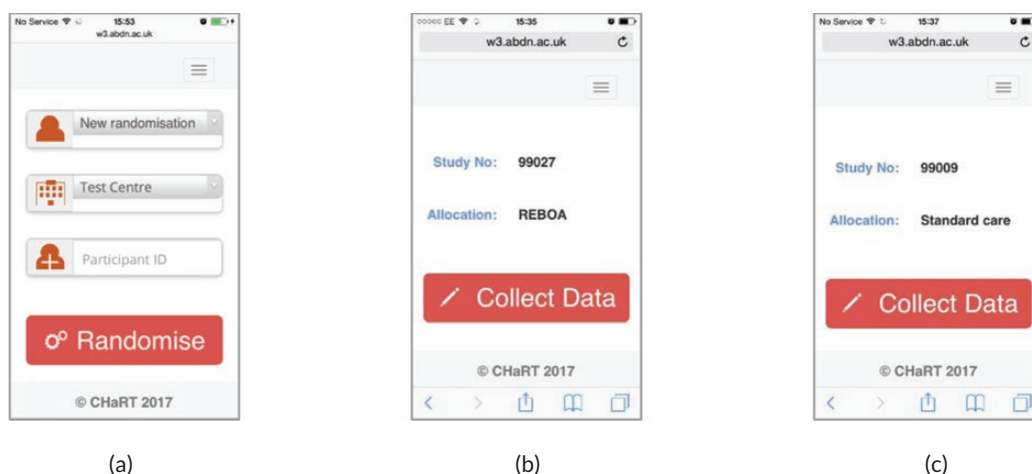 No Service 15:53
w3.abdn.ac.uk
New randomisation
Test Centre
Participant ID
Randomise
© CHaRT 2017
(a)
EE 15:35
w3.abdn.ac.uk
Study No: 99027
Allocation: REBOA
Collect Data
© CHaRT 2017
(b)
No Service 15:37
w3.abdn.ac.uk
Study No: 99009
Allocation: Standard care
Collect Data
© CHaRT 2017
(c)